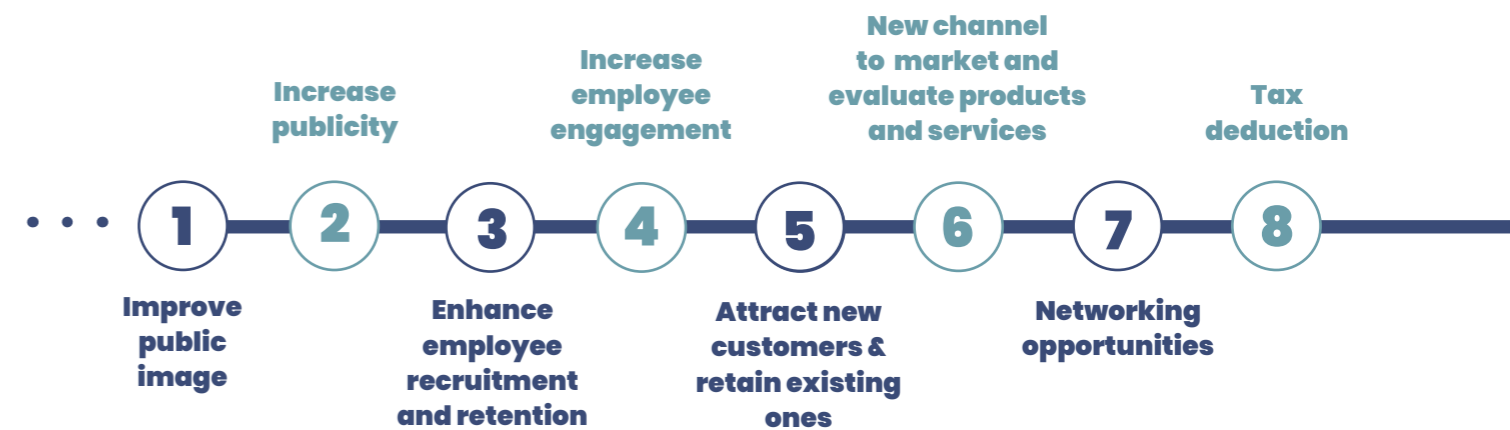 1
Improve
public
image
2
Increase
publicity
3
Enhance
employee
recruitment
and retention
4
Increase
employee
engagement
5
Attract new
customers &
retain existing
ones
6
New channel
to market and
evaluate products
and services
7
Networking
opportunities
8
Tax
deduction